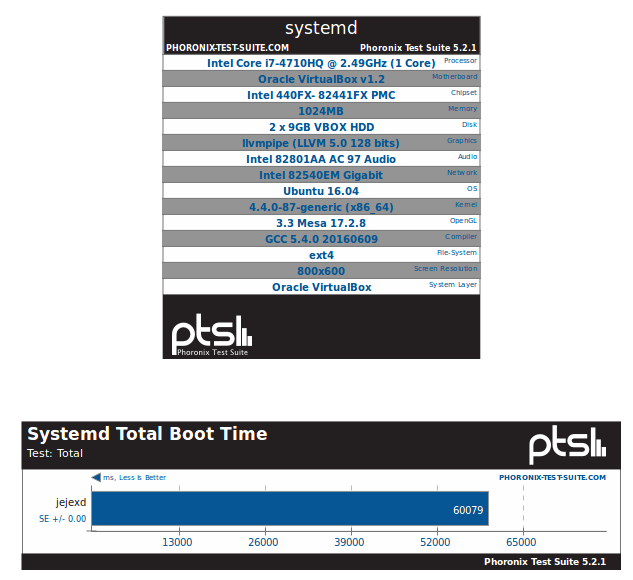 systemd
PHORONIX-TEST-SUITE.COM Phoronix Test Suite 5.2.1
Intel Core i7-4710HQ @ 2.49GHz (1 Core) Processor
Oracle VirtualBox v1.2 Motherboard
Intel 440FX- 82441FX PMC Chipset
1024MB Memory
2 x 9GB VBOX HDD Disk
llvmpipe (LLVM 5.0 128 bits) Graphics
Intel 82801AA AC 97 Audio Audio
Intel 82540EM Gigabit Network
Ubuntu 16.04 OS
4.4.0-87-generic (x86_64) Kernel
3.3 Mesa 17.2.8 OpenGL
GCC 5.4.0 20160609 Compiler
ext4 File-System
800x600 Screen Resolution
Oracle VirtualBox System Layer
pts
Phoronix Test Suite
Systemd Total Boot Time
Test: Total
pts
ms, Less Is Better PHORONIX-TEST-SUITE.COM
jejexd
SE +/- 0.00
60079
13000 26000 39000 52000 65000
Phoronix Test Suite 5.2.1